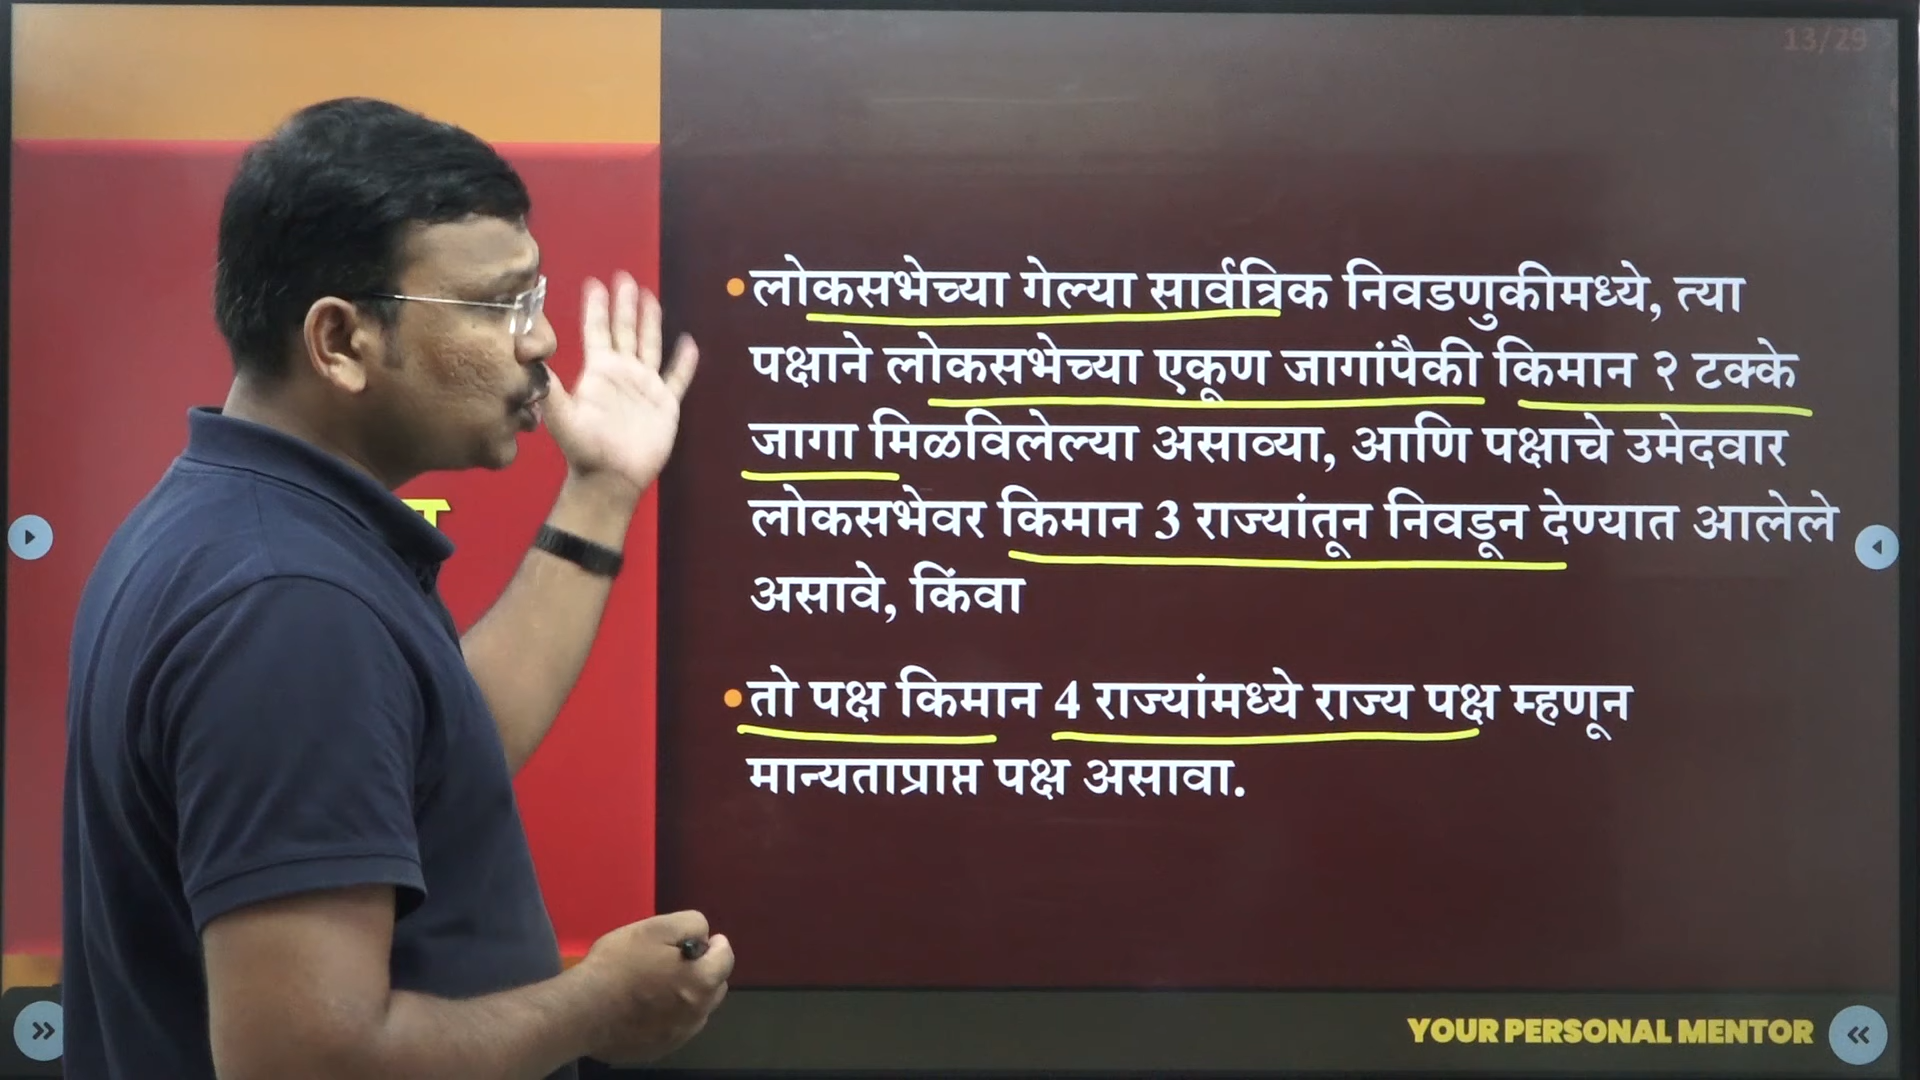 13/29
•लोकसभेच्या गेल्या सार्वत्रिक निवडणुकीमध्ये, त्या
पक्षाने लोकसभेच्या एकूण जागांपैकी किमान २ टक्के
जागा मिळविलेल्या असाव्या, आणि पक्षाचे उमेदवार
लोकसभेवर किमान 3 राज्यांतून निवडून देण्यात आलेले
असावे, किंवा
•तो पक्ष किमान 4 राज्यांमध्ये राज्य पक्ष म्हणून
मान्यताप्राप्त पक्ष असावा.
YOUR PERSONAL MENTOR